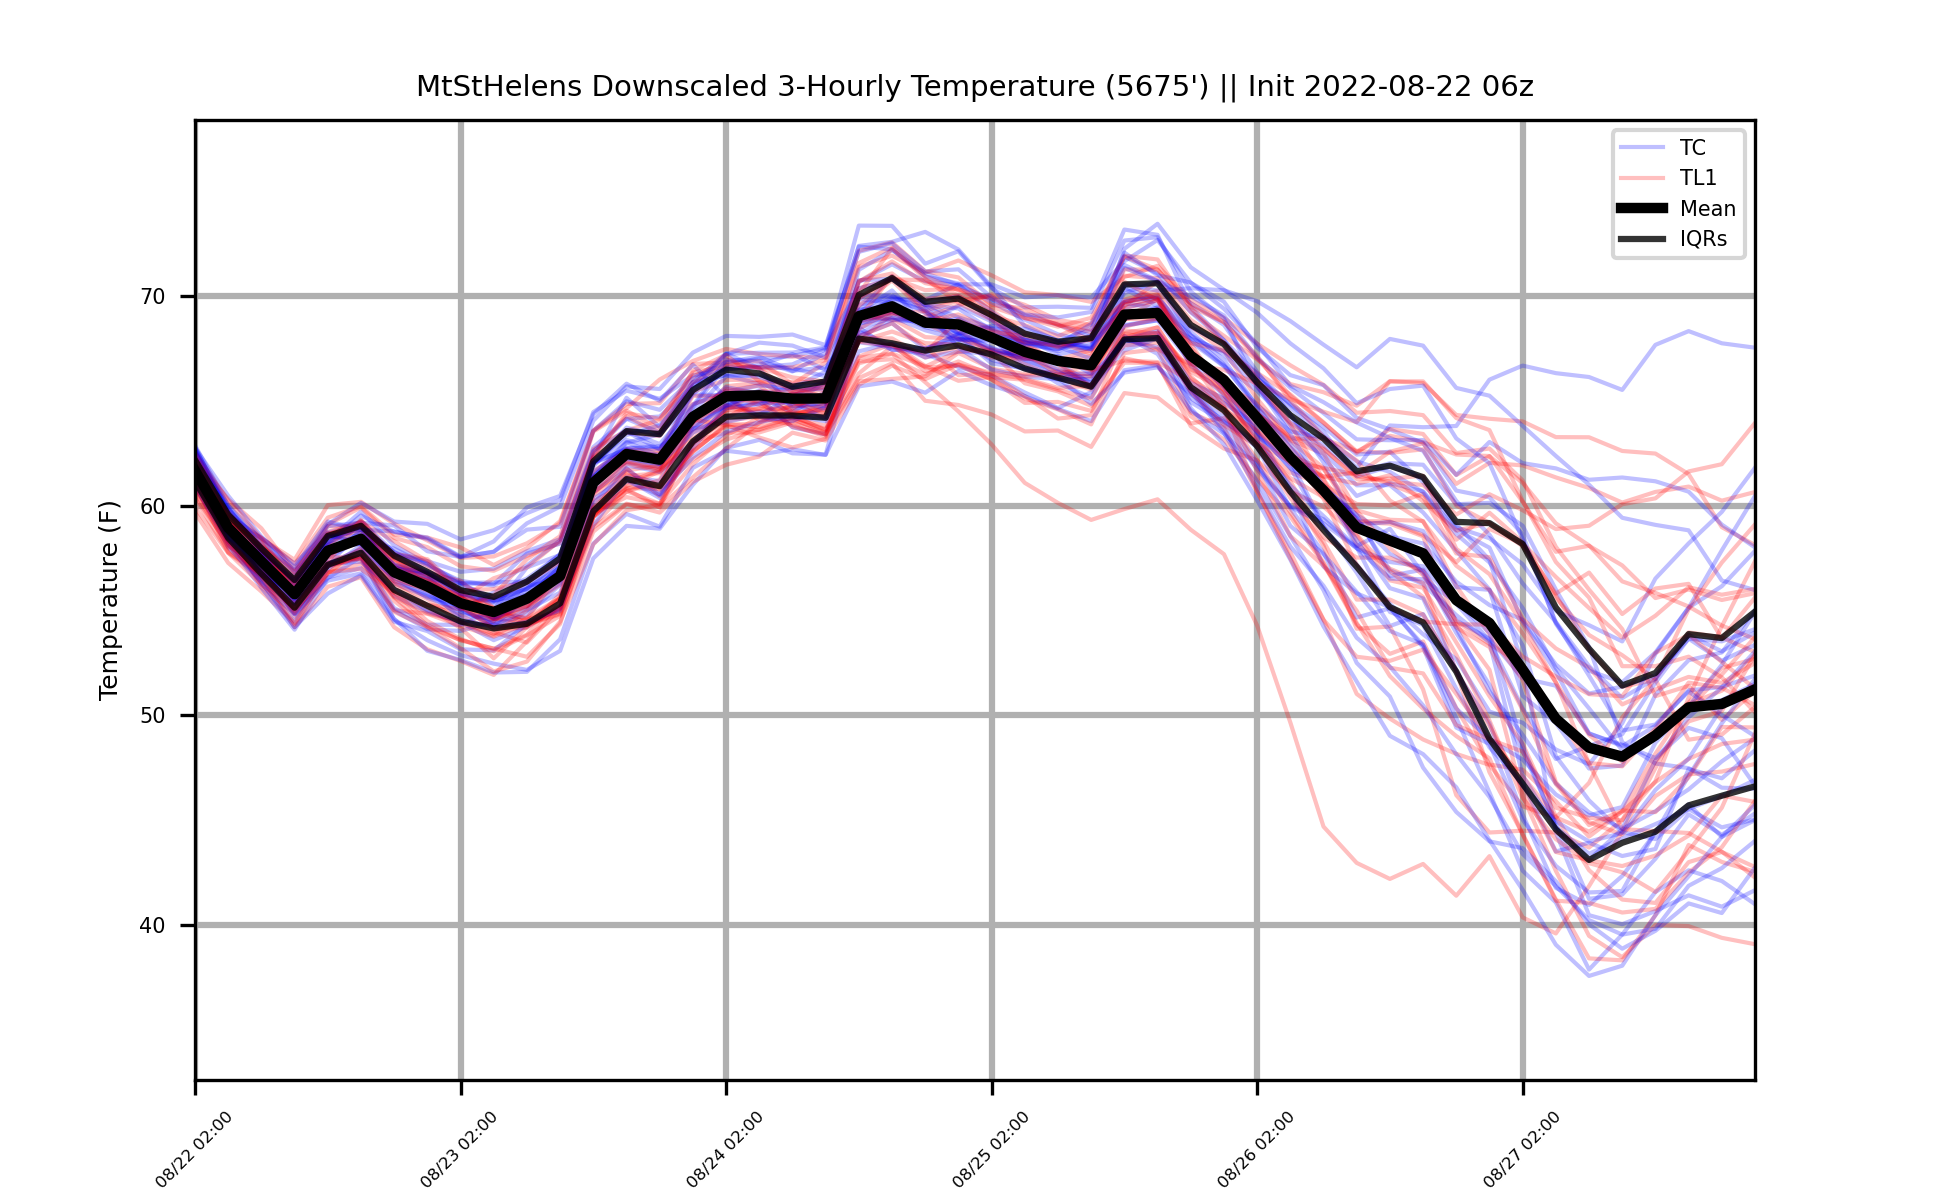 MtStHelens Downscaled 3-Hourly Temperature (5675') || Init 2022-08-22 06z
TC
TL1
Mean
IQRs
Temperature (F)
70
60
50
40
08/22 02:00
08/23 02:00
08/24 02:00
08/25 02:00
08/26 02:00
08/27 02:00